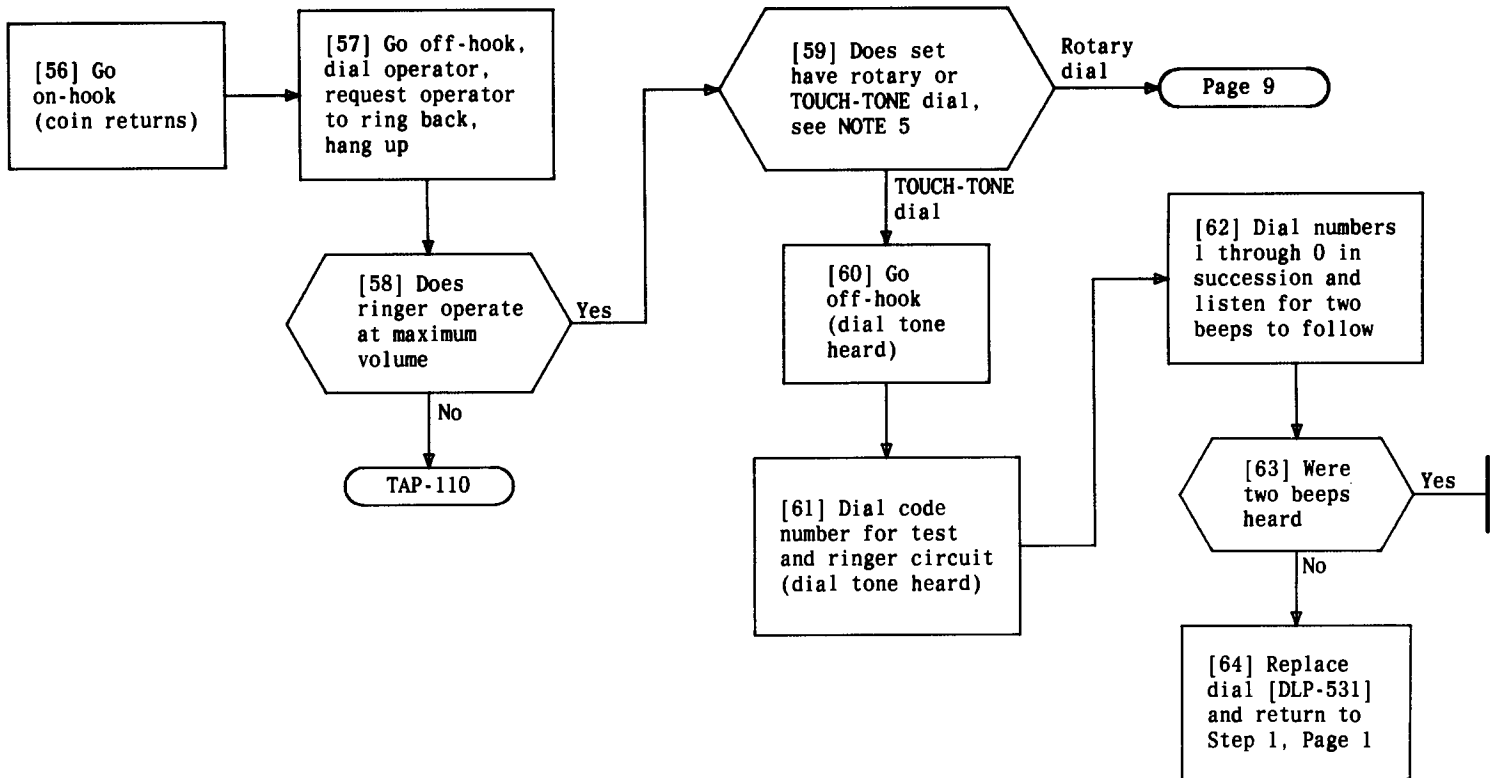 [56] Go
on-hook
(coin returns)
[57] Go off-hook,
dial operator,
request operator
to ring back,
hang up
[58] Does
ringer operate
at maximum
volume
Yes
No
TAP-110
[59] Does set
have rotary or
TOUCH-TONE dial,
see NOTE 5
Rotary
dial
Page 9
TOUCH-TONE
dial
[60] Go
off-hook
(dial tone
heard)
[61] Dial code
number for test
and ringer circuit
(dial tone heard)
[62] Dial numbers
1 through 0 in
succession and
listen for two
beeps to follow
[63] Were
two beeps
heard
Yes
No
[64] Replace
dial [DLP-531]
and return to
Step 1, Page 1